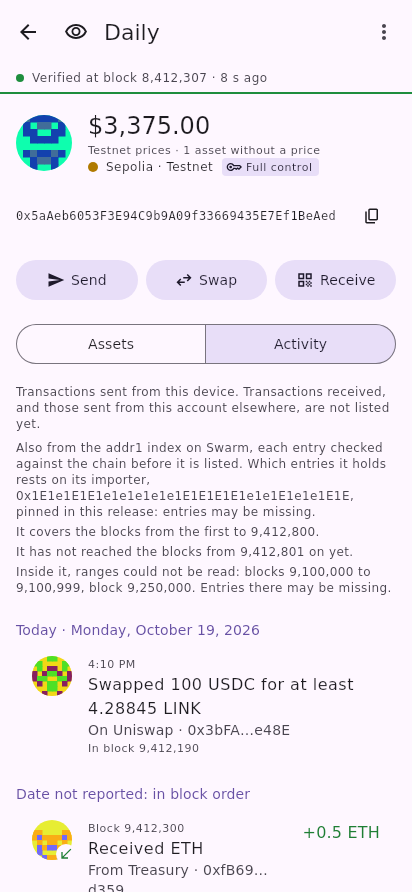 Daily
Verified at block 8,412,307 · 8 s ago
$3,375.00
Testnet prices · 1 asset without a price
Sepolia · Testnet
Full control
0x5aAeb6053F3E94C9b9A09f33669435E7Ef1BeAed
Send
Swap
Receive
Assets
Activity
Transactions sent from this device. Transactions received,
and those sent from this account elsewhere, are not listed
yet.
Also from the addr1 index on Swarm, each entry checked
against the chain before it is listed. Which entries it holds
rests on its importer,
0x1E1e1E1E1e1e1e1e1e1E1E1E1E1e1e1E1e1e1E1E,
pinned in this release: entries may be missing.
It covers the blocks from the first to 9,412,800.
It has not reached the blocks from 9,412,801 on yet.
Inside it, ranges could not be read: blocks 9,100,000 to
9,100,999, block 9,250,000. Entries there may be missing.
Today · Monday, October 19, 2026
4:10 PM
Swapped 100 USDC for at least
4.28845 LINK
On Uniswap · 0x3bFA…e48E
In block 9,412,190
Date not reported: in block order
Block 9,412,300
Received ETH
+0.5 ETH
From Treasury · 0xfB69…
d359